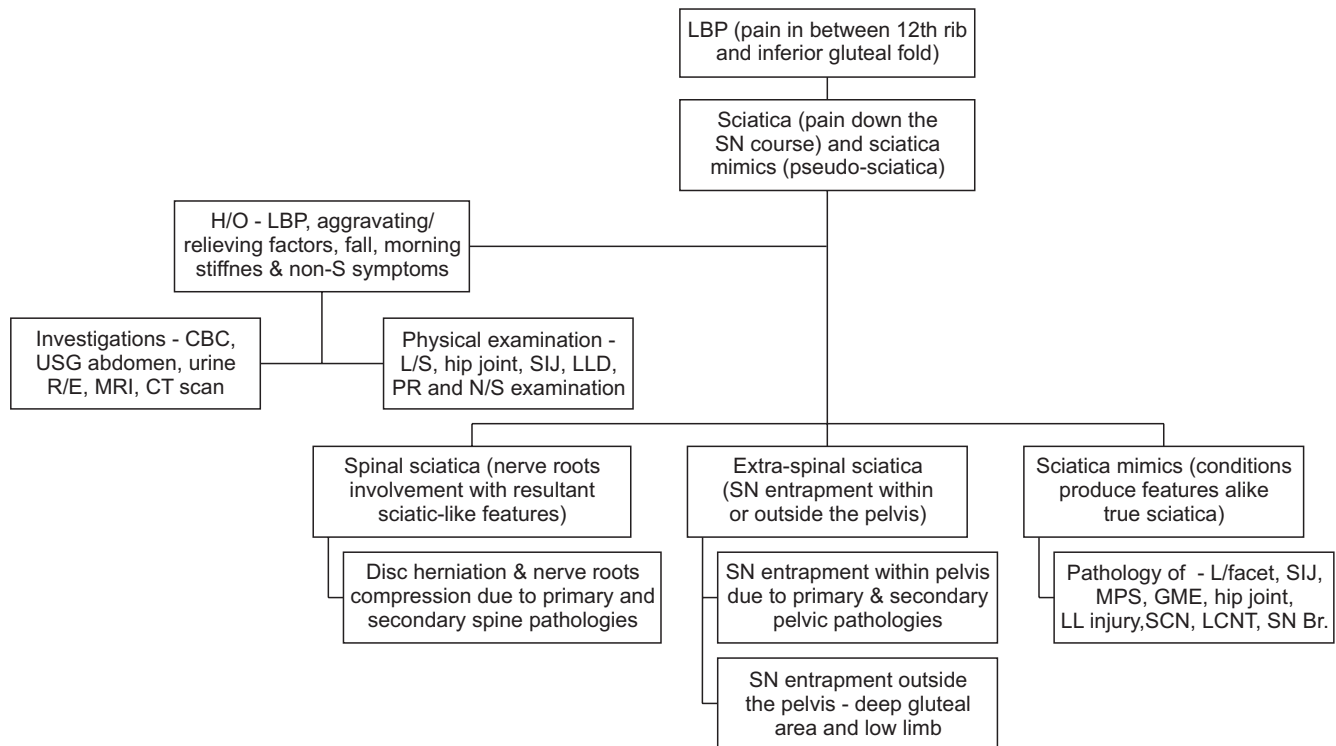 LBP (pain in between 12th rib
and inferior gluteal fold)
Sciatica (pain down the
SN course) and sciatica
mimics (pseudo-sciatica)
H/O - LBP, aggravating/
relieving factors, fall, morning
stiffnes & non-S symptoms
Investigations - CBC,
USG abdomen, urine
R/E, MRI, CT scan
Physical examination -
L/S, hip joint, SIJ, LLD,
PR and N/S examination
Spinal sciatica (nerve roots
involvement with resultant
sciatic-like features)
Disc herniation & nerve roots
compression due to primary and
secondary spine pathologies
Extra-spinal sciatica
(SN entrapment within
or outside the pelvis)
SN entrapment within pelvis
due to primary & secondary
pelvic pathologies
SN entrapment outside
the pelvis - deep gluteal
area and low limb
Sciatica mimics (conditions
produce features alike
true sciatica)
Pathology of - L/facet, SIJ,
MPS, GME, hip joint,
LL injury,SCN, LCNT, SN Br.